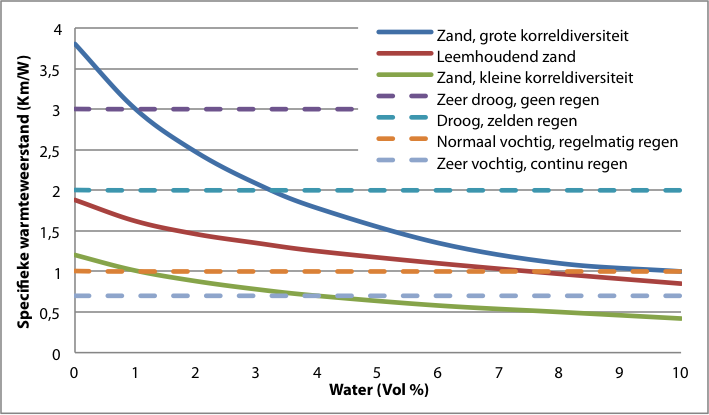 4
3,5
3
2,5
2
1,5
1
0,5
0
Specifieke warmteweerstand (Km/W)
Zand, grote korreldiversiteit
Leemhoudend zand
Zand, kleine korreldiversiteit
Zeer droog, geen regen
Droog, zelden regen
Normaal vochtig, regelmatig regen
Zeer vochtig, continu regen
0 1 2 3 4 5 6 7 8 9 10
Water (Vol %)